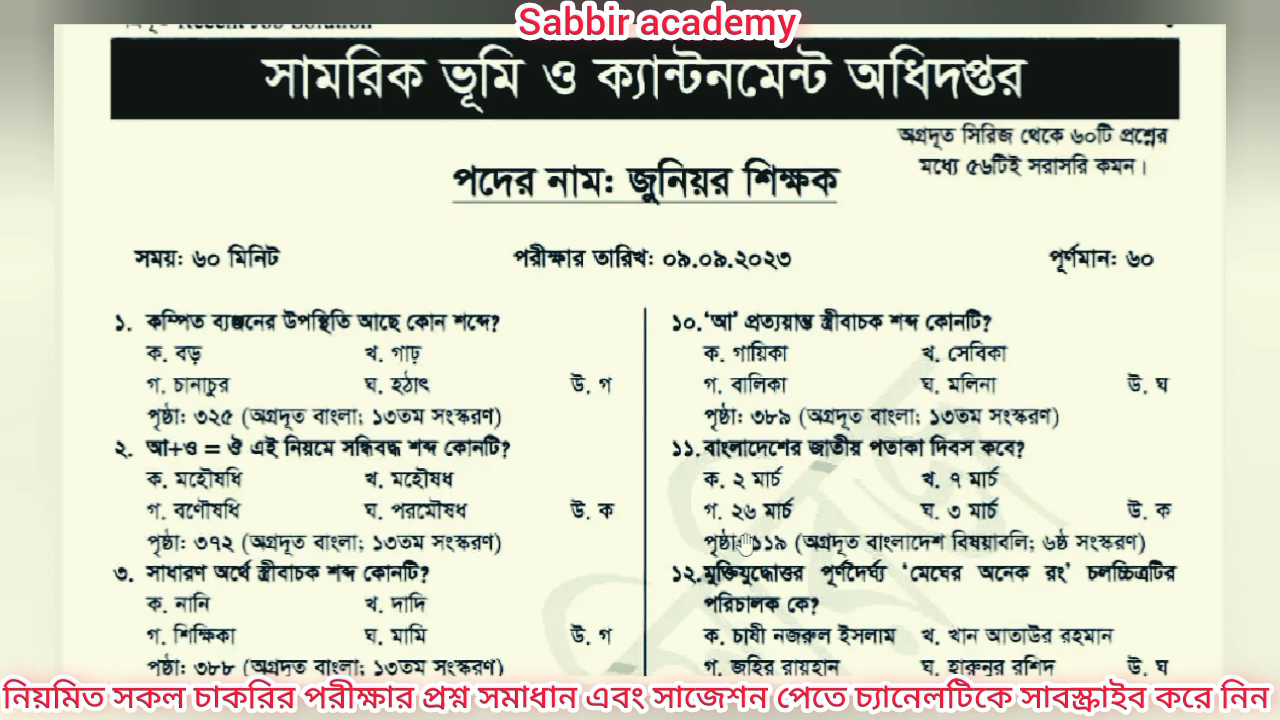 Sabbir academy
সামরিক ভূমি ও ক্যান্টনমেন্ট অধিদপ্তর
অগ্রদূত সিরিজ থেকে ৬০টি প্রশ্নের
মধ্যে ৫৬টিই সরাসরি কমন।
পদের নাম: জুনিয়র শিক্ষক
সময়: ৬০ মিনিট পরীক্ষার তারিখ: ০৯.০৯.২০২৩ পূর্ণমান: ৬০
১. কম্পিত ব্যঞ্জনের উপস্থিতি আছে কোন শব্দে?
ক. বড় খ. গাঢ়
গ. চানাচুর ঘ. হঠাৎ উ. গ
পৃষ্ঠা: ৩২৫ (অগ্রদূত বাংলা; ১৩তম সংস্করণ)
২. আ+ও = ঔ এই নিয়মে সন্ধিবদ্ধ শব্দ কোনটি?
ক. মহৌষধি খ. মহৌষধ
গ. বণৌষধি ঘ. পরমৌষধ উ. ক
পৃষ্ঠা: ৩৭২ (অগ্রদূত বাংলা; ১৩তম সংস্করণ)
৩. সাধারণ অর্থে স্ত্রীবাচক শব্দ কোনটি?
ক. নানি খ. দাদি
গ. শিক্ষিকা ঘ. মামি উ. গ
পৃষ্ঠা: ৩৮৮ (অগ্রদূত বাংলা; ১৩তম সংস্করণ)
১০. ‘আ’ প্রত্যয়ান্ত স্ত্রীবাচক শব্দ কোনটি?
ক. গায়িকা খ. সেবিকা
গ. বালিকা ঘ. মলিনা উ. ঘ
পৃষ্ঠা: ৩৮৯ (অগ্রদূত বাংলা; ১৩তম সংস্করণ)
১১. বাংলাদেশের জাতীয় পতাকা দিবস কবে?
ক. ২ মার্চ খ. ৭ মার্চ
গ. ২৬ মার্চ ঘ. ৩ মার্চ উ. ক
পৃষ্ঠা: ১১৯ (অগ্রদূত বাংলাদেশ বিষয়াবলি; ৬ষ্ঠ সংস্করণ)
১২. মুক্তিযুদ্ধোত্তর পূর্ণদৈর্ঘ্য ‘মেঘের অনেক রং’ চলচ্চিত্রটির
পরিচালক কে?
ক. চাষী নজরুল ইসলাম খ. খান আতাউর রহমান
গ. জহির রায়হান ঘ. হারুনর রশিদ উ. ঘ
নিয়মিত সকল চাকরির পরীক্ষার প্রশ্ন সমাধান এবং সাজেশন পেতে চ্যানেলটিকে সাবস্ক্রাইব করে নিন